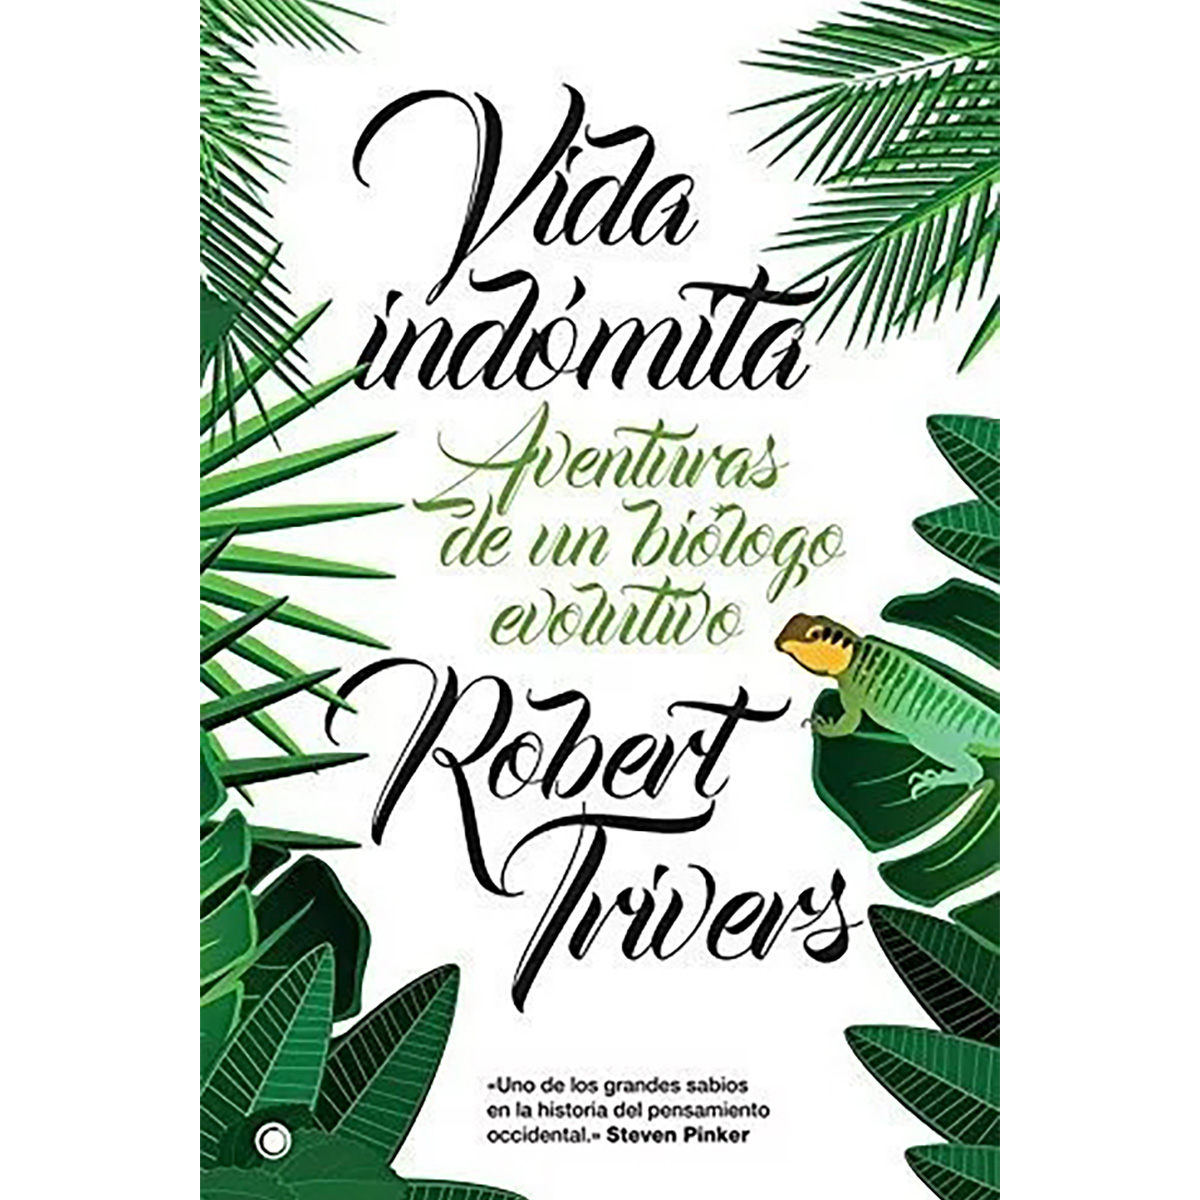 Vida
indómita
Aventuras
de un biólogo
evolutivo
Robert
Trivers
«Uno de los grandes sabios
en la historia del pensamiento
occidental.» Steven Pinker